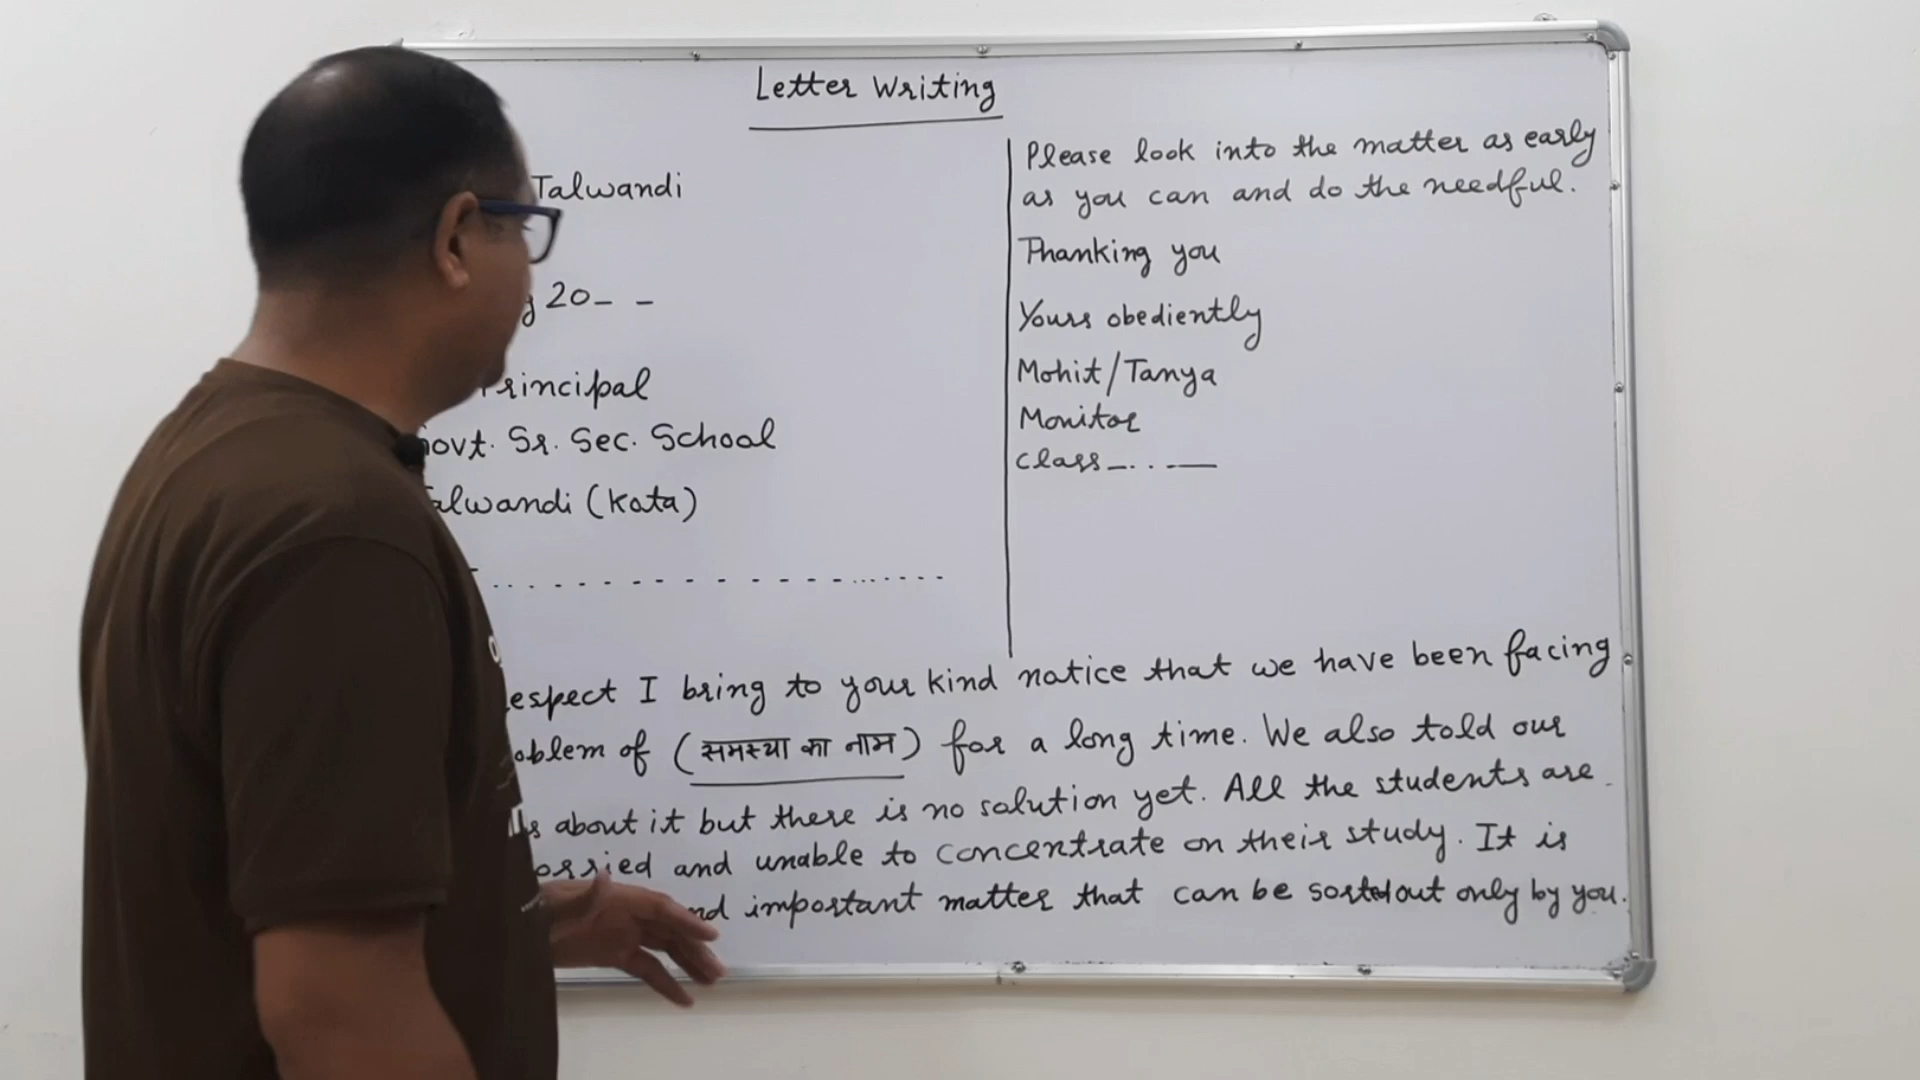 Letter Writing
Talwandi
20_ _
Principal
Govt. Sr. Sec. School
Talwandi (Kota)
Please look into the matter as early
as you can and do the needful.
Thanking you
Yours obediently
Mohit/Tanya
Monitor
class_. . . _
respect I bring to your kind notice that we have been facing
problem of (समस्या का नाम) for a long time. We also told our
about it but there is no solution yet. All the students are
worried and unable to concentrate on their study. It is
and important matter that can be sorted out only by you.